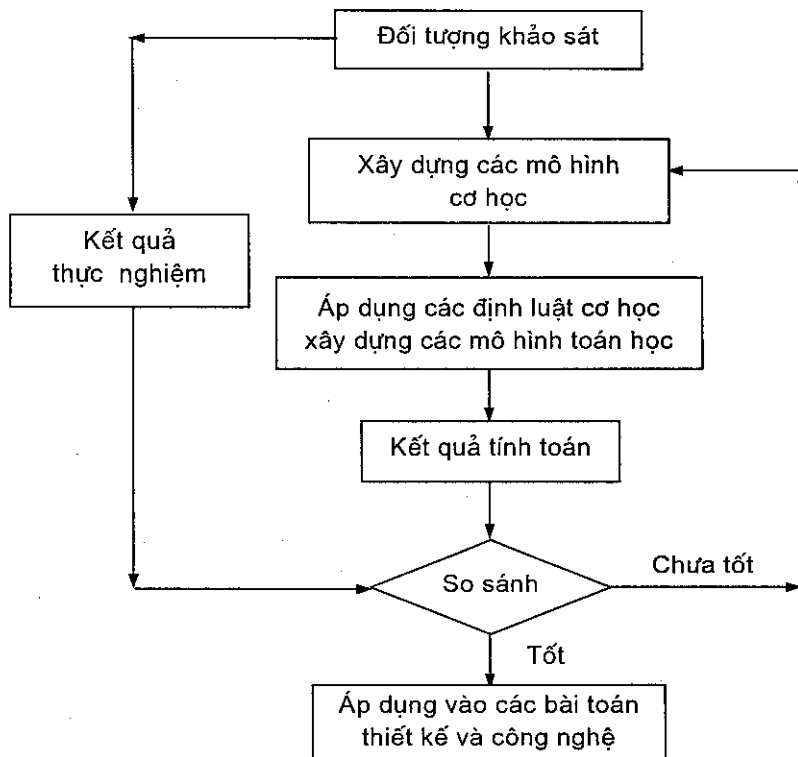 Đối tượng khảo sát
Xây dựng các mô hình
cơ học
Kết quả
thực nghiệm
Áp dụng các định luật cơ học
xây dựng các mô hình toán học
Kết quả tính toán
So sánh
Chưa tốt
Tốt
Áp dụng vào các bài toán
thiết kế và công nghệ